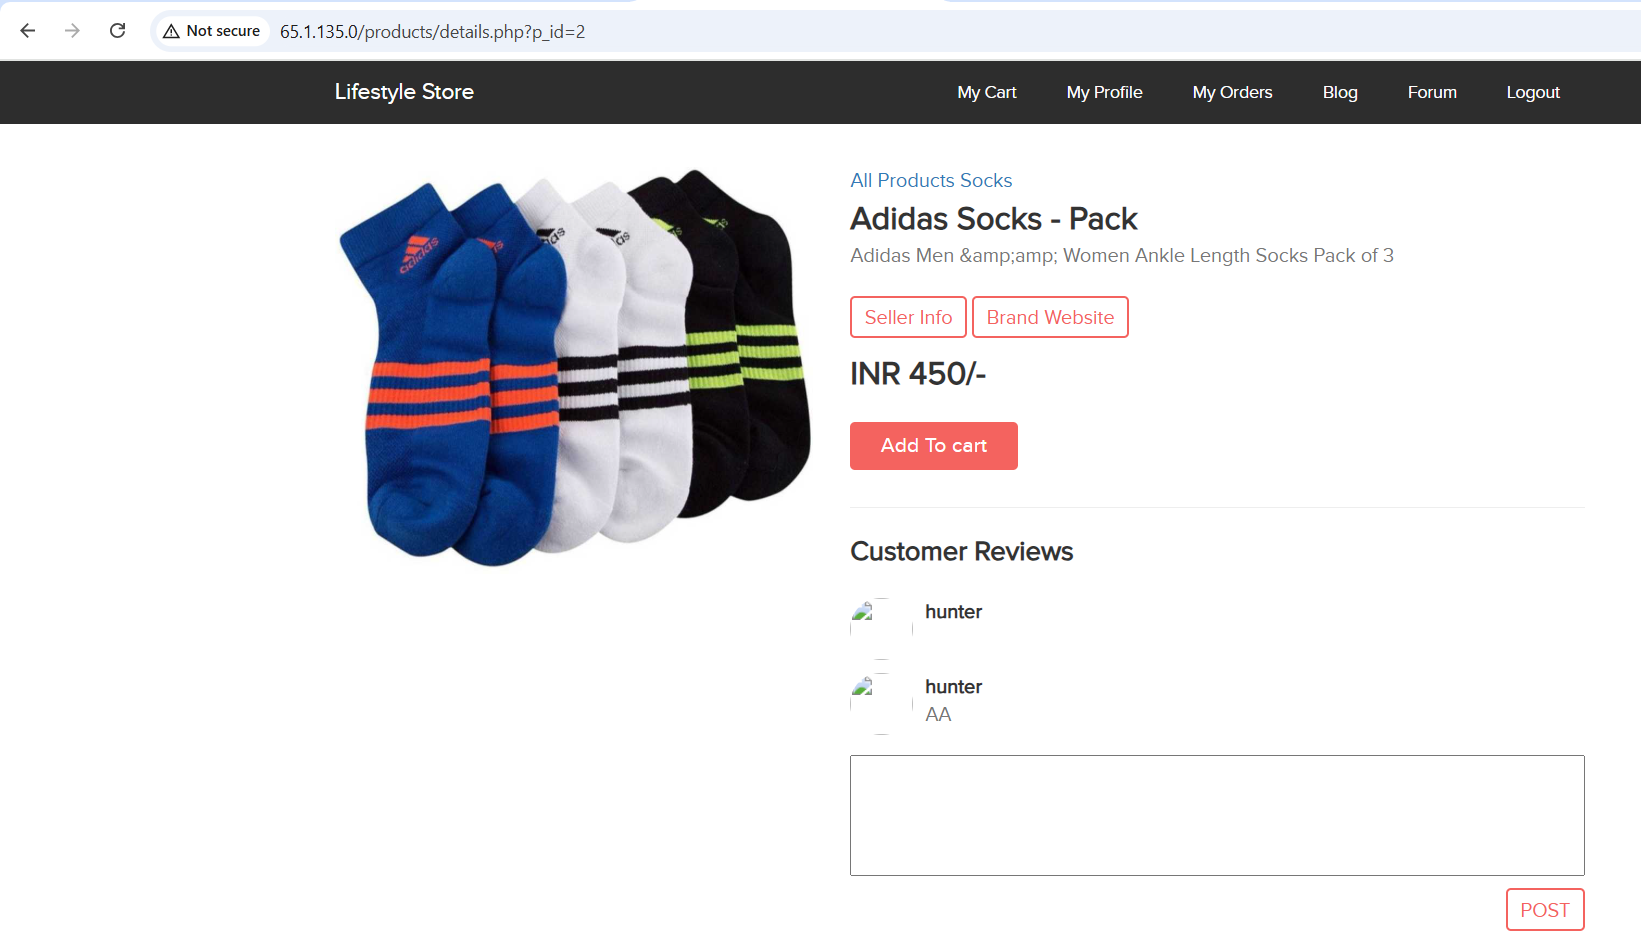 Not secure 65.1.135.0/products/details.php?p_id=2
Lifestyle Store My Cart My Profile My Orders Blog Forum Logout
All Products Socks
Adidas Socks - Pack
Adidas Men &amp;amp; Women Ankle Length Socks Pack of 3
Seller Info Brand Website
INR 450/-
Add To cart
Customer Reviews
hunter
hunter
AA
POST
adidas